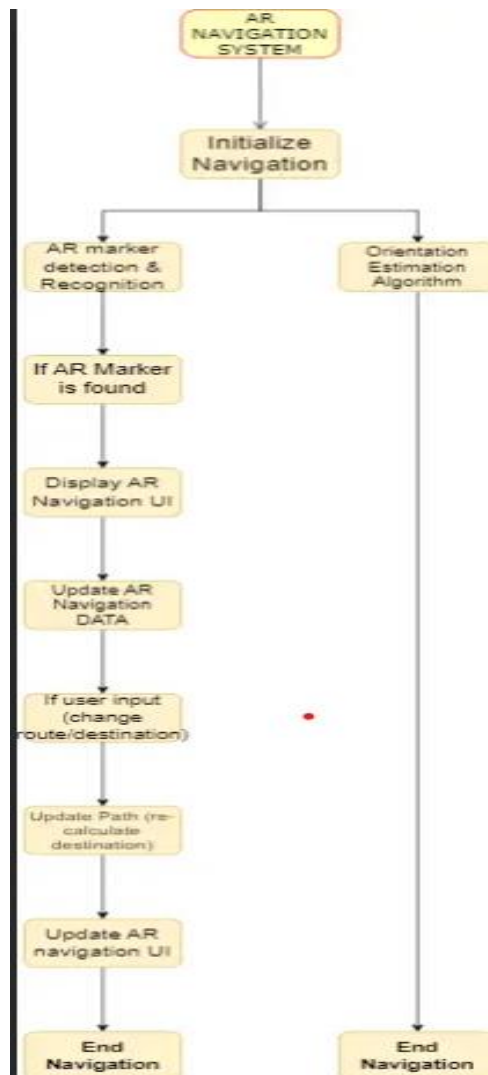 AR
NAVIGATION
SYSTEM
Initialize
Navigation
AR marker
detection &
Recognition
Orientation
Estimation
Algorithm
If AR Marker
is found
Display AR
Navigation UI
Update AR
Navigation
DATA
If user input
(change
route/destination)
Update Path (re-
calculate
destination)
Update AR
navigation UI
End
Navigation
End
Navigation